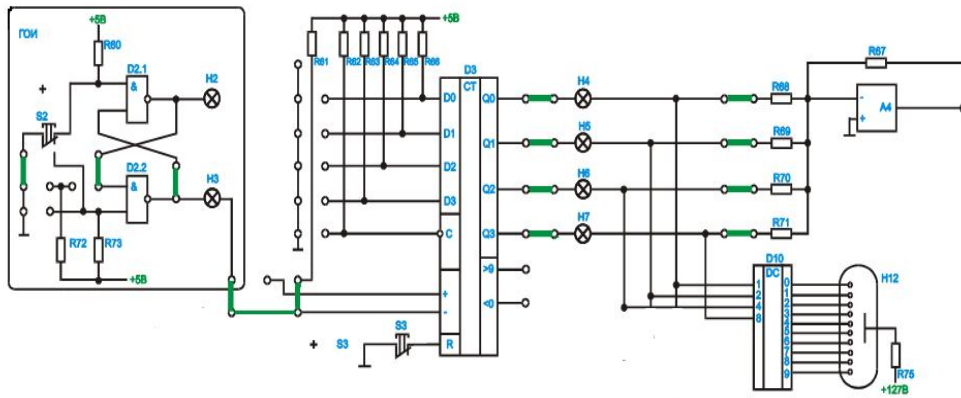 ГОИ
+5В
R60
D2.1
&
H2
+
S2
D2.2
&
H3
R72
R73
+5В
+5В
R61
R62
R63
R64
R65
R66
D3
CT
D0
D1
D2
D3
C
+
-
R
Q0
Q1
Q2
Q3
>9
<0
+
S3
S3
H4
H5
H6
H7
R67
R68
R69
R70
R71
-
+
A4
D10
DC
1
2
4
8
0
1
2
3
4
5
6
7
8
9
H12
R75
+127В